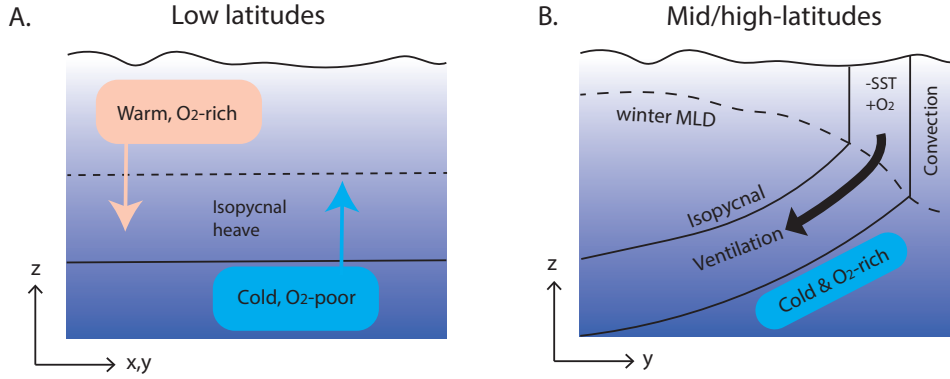 A.
Low latitudes
Warm, O2-rich
Isopycnal
heave
Cold, O2-poor
z
x,y
B.
Mid/high-latitudes
-SST
+O2
winter MLD
Convection
Isopycnal
Ventilation
Cold & O2-rich
z
y